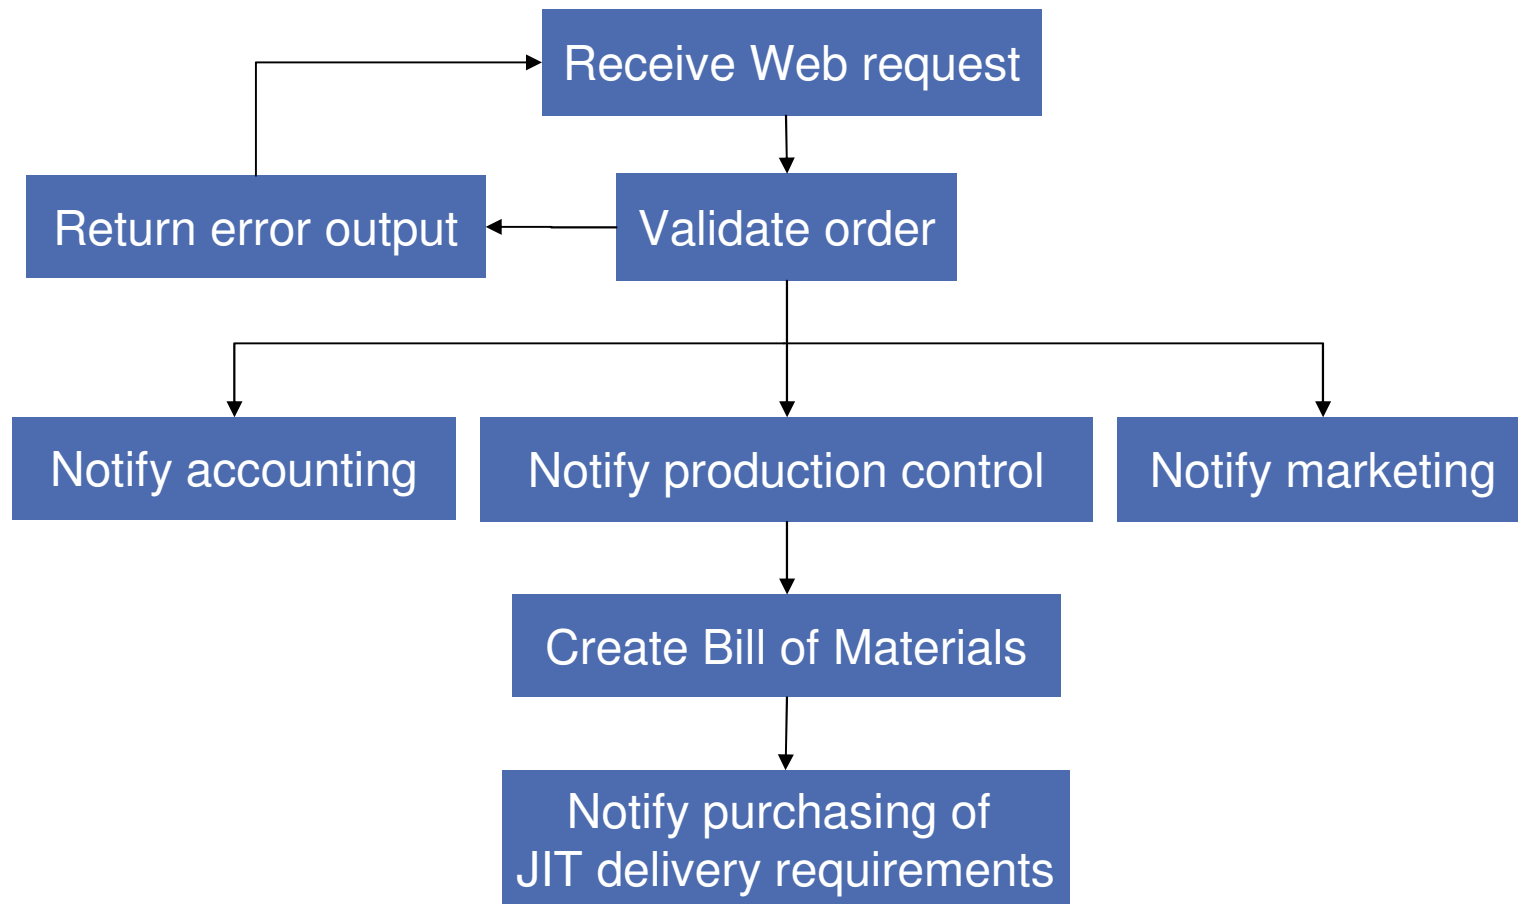 Receive Web request
Return error output
Validate order
Notify accounting
Notify production control
Notify marketing
Create Bill of Materials
Notify purchasing of
JIT delivery requirements